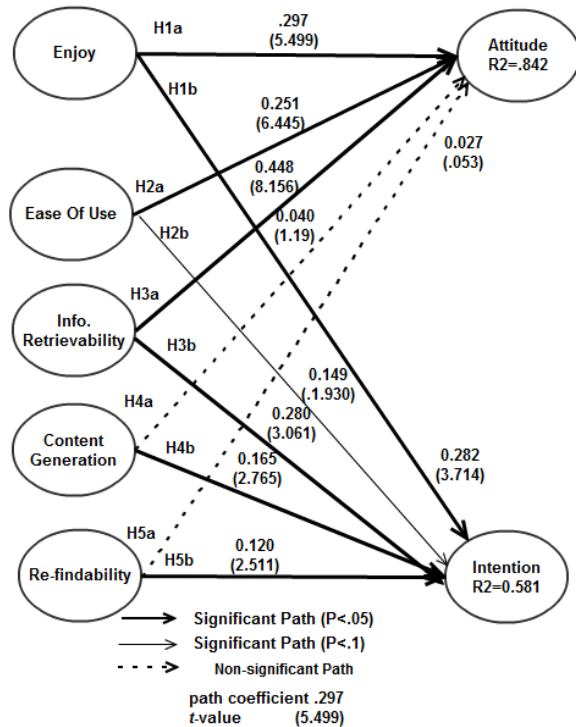 H1a
.297
(5.499)
Enjoy
Attitude
R2=.842
H1b
0.251
(6.445)
0.027
(.053)
0.448
(8.156)
H2a
Ease Of Use
0.040
(1.19)
H2b
H3a
Info.
Retrievability
H3b
H4a
0.149
(.1.930)
0.280
(3.061)
Content
Generation
H4b
0.165
(2.765)
0.282
(3.714)
H5a
Re-findability
H5b
0.120
(2.511)
Intention
R2=0.581
Significant Path (P<.05)
Significant Path (P<.1)
Non-significant Path
path coefficient .297
t-value (5.499)